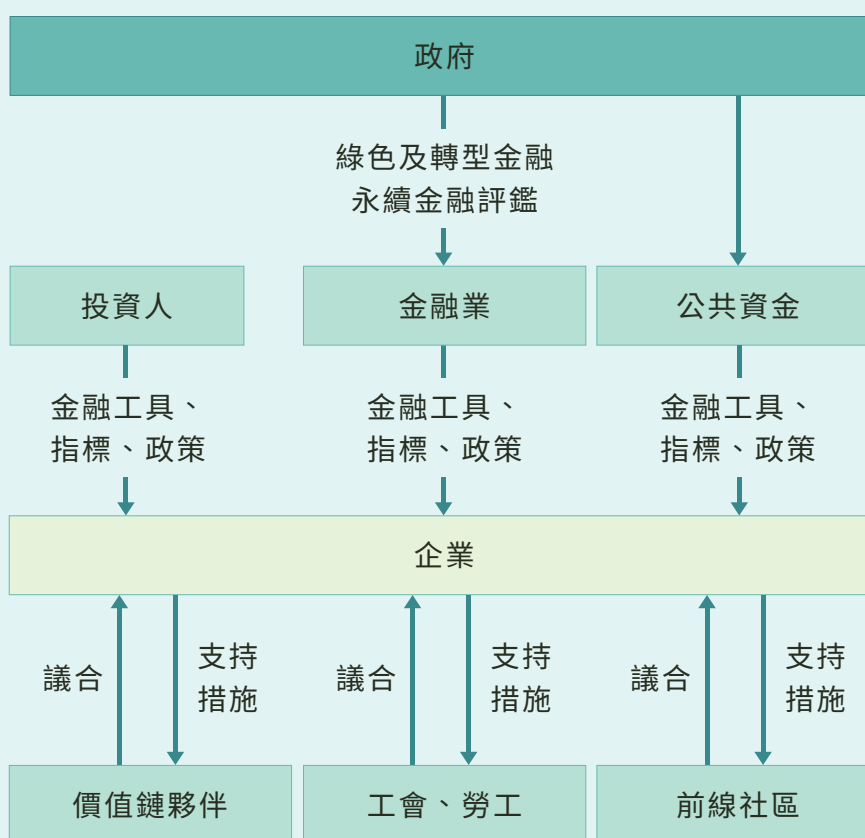 政府
綠色及轉型金融
永續金融評鑑
投資人
金融業
公共資金
金融工具、
指標、政策
金融工具、
指標、政策
金融工具、
指標、政策
企業
議合
支持
措施
議合
支持
措施
議合
支持
措施
價值鏈夥伴
工會、勞工
前線社區